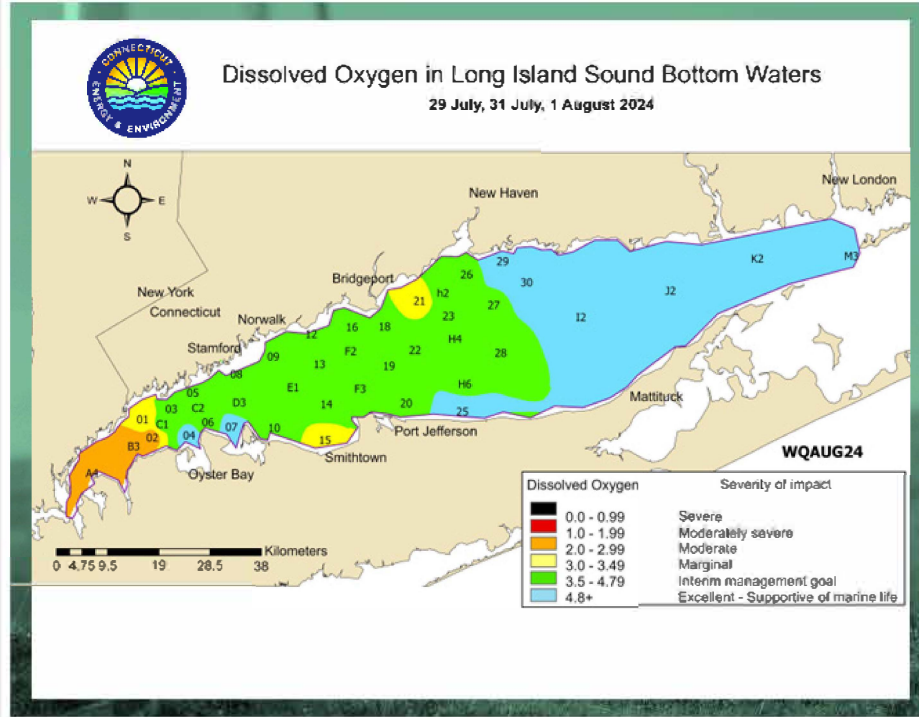 CONNECTICUT
ENERGY & ENVIRONMENT
Dissolved Oxygen in Long Island Sound Bottom Waters
29 July, 31 July, 1 August 2024
N
W E
S
New London
New Haven
Bridgeport
New York
Connecticut
Norwalk
Stamford
K2
M3
29
26
30
J2
h2
21
27
I2
23
16
18
12
H4
F2
22
28
09
13
19
08
E1
F3
H6
05
D3
14
20
25
03
C2
01
C1
06
07
10
04
02
B3
15
A4
Mattituck
Port Jefferson
Smithtown
Oyster Bay
WQAUG24
Dissolved Oxygen Severity of impact
0.0 - 0.99 Severe
1.0 - 1.99 Moderately severe
2.0 - 2.99 Moderate
3.0 - 3.49 Marginal
3.5 - 4.79 Interim management goal
4.8+ Excellent - Supportive of marine life
Kilometers
0 4.75 9.5 19 28.5 38